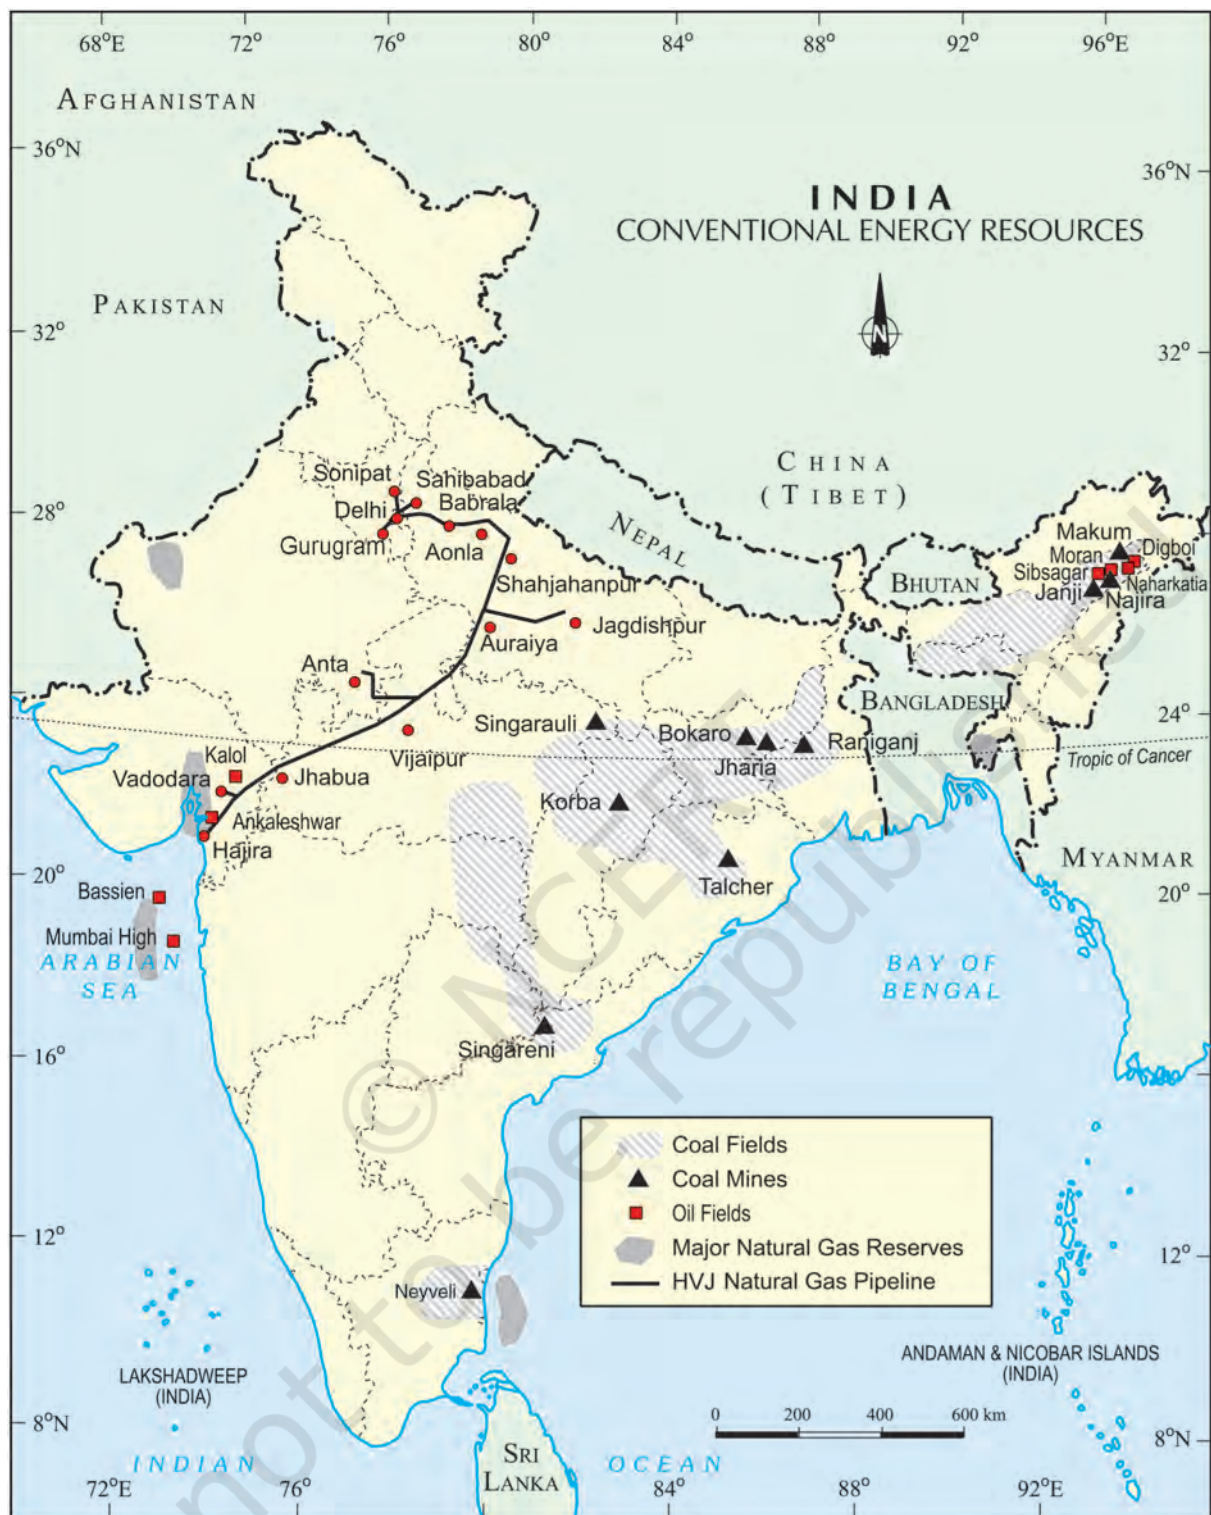 68°E 72° 76° 80° 84° 88° 92° 96°E
AFGHANISTAN
36°N
36°N
INDIA
CONVENTIONAL ENERGY RESOURCES
N
PAKISTAN
32°
32°
CHINA
(TIBET)
Sonipat
Sahibabad
Delhi
Babrala
28°
28°
Gurugram
Aonla
NEPAL
Makum
Moran
Digboi
Sibsagar
Naharkatia
BHUTAN
Janji
Najira
Shahjahanpur
Auraiya
Jagdishpur
Anta
BANGLADESH
Singarauli
Bokaro
Raniganj
24°
Kalol
Vijaipur
Jharia
Tropic of Cancer
Vadodara
Jhabua
Korba
Ankaleshwar
Hajira
MYANMAR
20°
20°
Bassien
Talcher
Mumbai High
ARABIAN
SEA
BAY OF
BENGAL
Singareni
16°
Coal Fields
Coal Mines
Oil Fields
Major Natural Gas Reserves
HVJ Natural Gas Pipeline
12°
12°
Neyveli
LAKSHADWEEP
(INDIA)
ANDAMAN & NICOBAR ISLANDS
(INDIA)
0 200 400 600 km
8°N
8°N
INDIAN
OCEAN
SRI
LANKA
72°E 76° 84° 88° 92°E
© NCERT
not to be republished